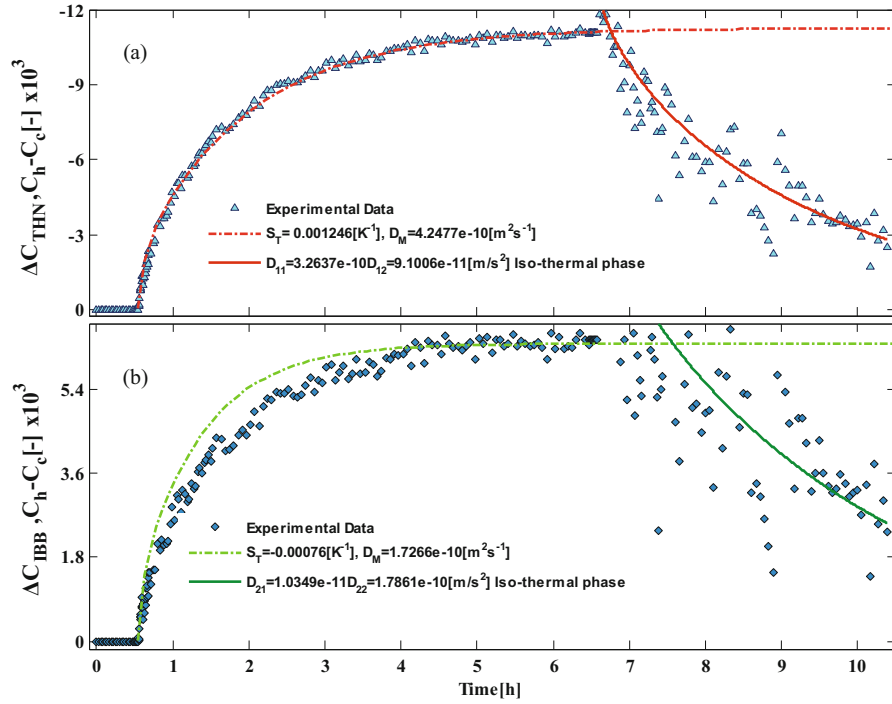 -12
-9
-6
-3
0
ΔC_THN, C_h-C_c[-] x10^3
(a)
Experimental Data
S_T= 0.001246[K^-1], D_M=4.2477e-10[m^2s^-1]
D_11=3.2637e-10D_12=9.1006e-11[m/s^2] Iso-thermal phase
5.4
3.6
1.8
0
ΔC_IBB ,C_h-C_c[-] x10^3
(b)
Experimental Data
S_T=-0.00076[K^-1], D_M=1.7266e-10[m^2s^-1]
D_21=1.0349e-11D_22=1.7861e-10[m/s^2] Iso-thermal phase
0 1 2 3 4 5 6 7 8 9 10
Time[h]